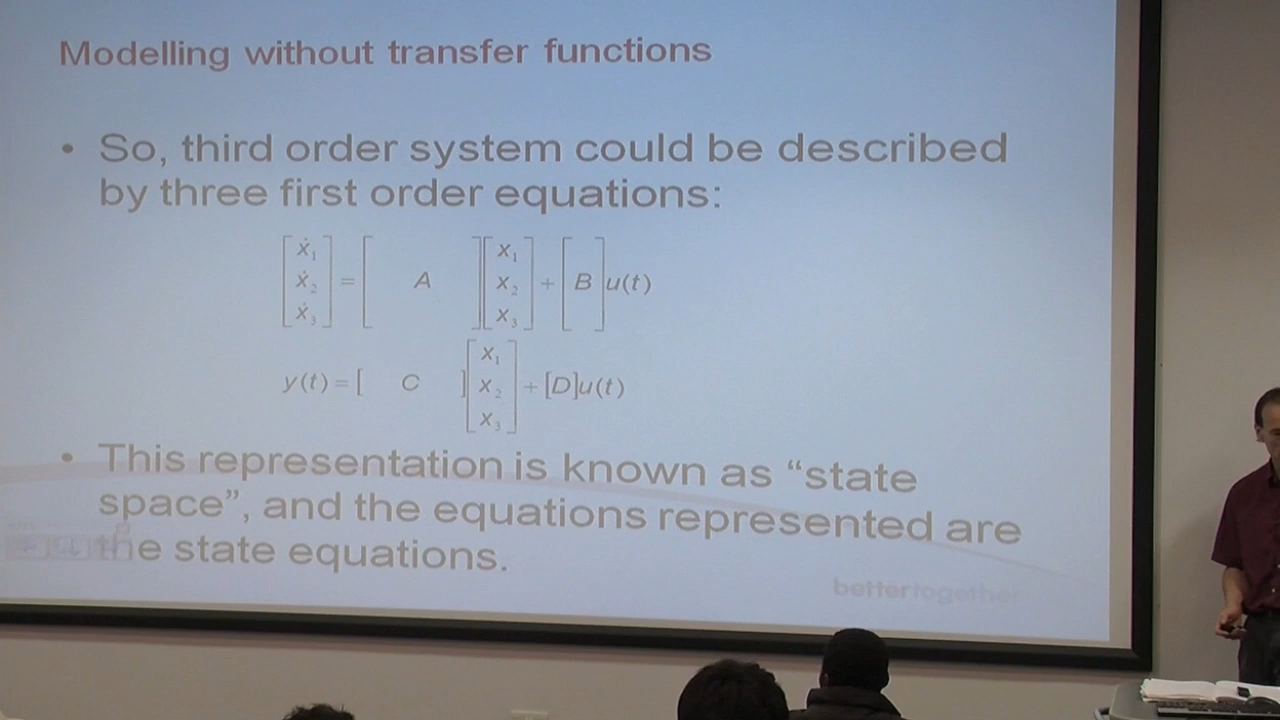 Modelling without transfer functions
• So, third order system could be described
by three first order equations:
[ẋ₁ ẋ₂ ẋ₃] = [ A ] [x₁ x₂ x₃] + [ B ] u(t)
y(t) = [ C ] [x₁ x₂ x₃] + [D]u(t)
• This representation is known as “state
space”, and the equations represented are
the state equations.
bettertogether